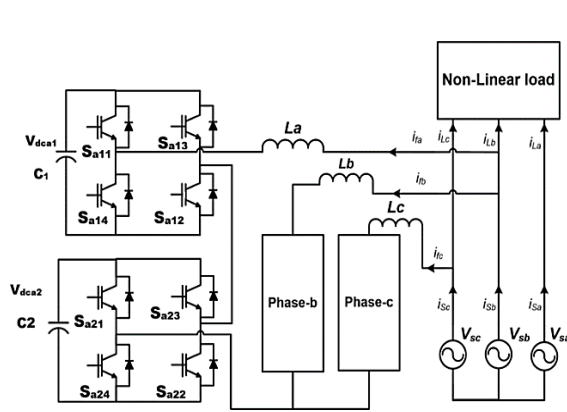 Non-Linear load
La
ifa
iLc
iLb
iLa
Vdca1
C1
Sa11
Sa13
Sa14
Sa12
Lb
ifb
Lc
ifc
Vdca2
C2
Sa21
Sa23
Sa24
Sa22
Phase-b
Phase-c
iSc
iSb
iSa
Vsc
Vsb
Vsa